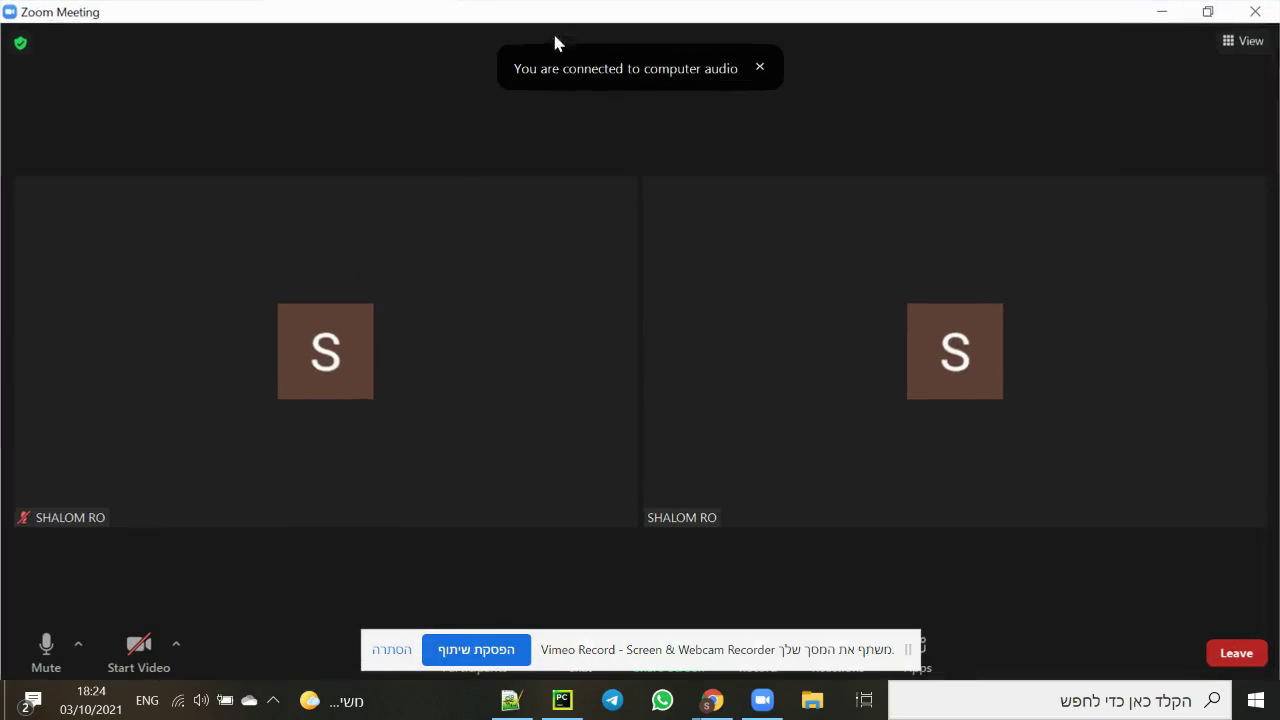 Zoom Meeting
View
You are connected to computer audio
S
S
SHALOM RO
SHALOM RO
Mute
Start Video
הסתרה
הפסקת שיתוף
Vimeo Record - Screen & Webcam Recorder משתף את המסך שלך.
Apps
Leave
2
18:24
03/10/2021
ENG
משי...
PC
הקלד כאן כדי לחפש